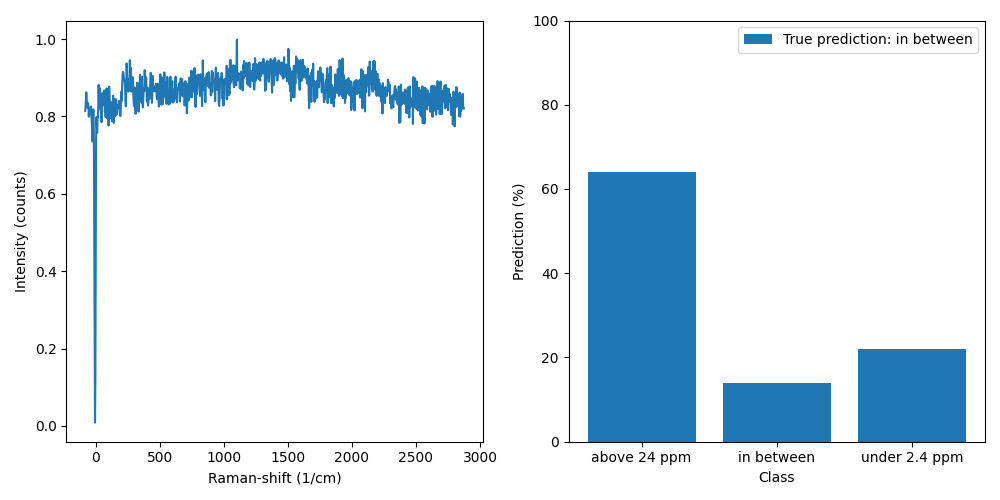 1.0
0.8
0.6
0.4
0.2
0.0
Intensity (counts)
0 500 1000 1500 2000 2500 3000
Raman-shift (1/cm)
100
80
60
40
20
0
Prediction (%)
True prediction: in between
above 24 ppm in between under 2.4 ppm
Class